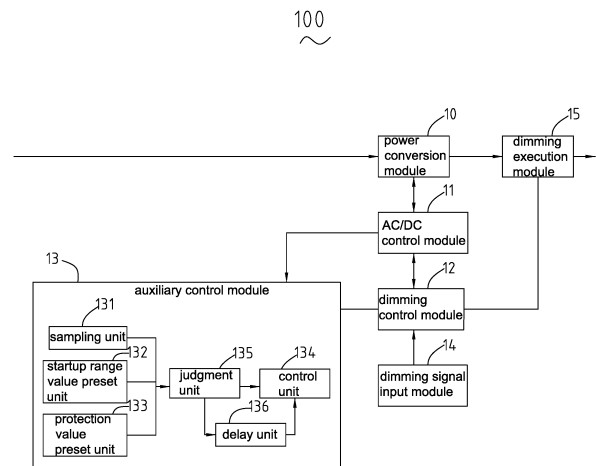 100
10
15
power
conversion
module
dimming
execution
module
11
AC/DC
control module
13
auxiliary control module
12
dimming
control module
131
sampling unit
132
startup range
value preset
unit
135
judgment
unit
134
control
unit
14
dimming signal
input module
133
protection
value
preset unit
136
delay unit